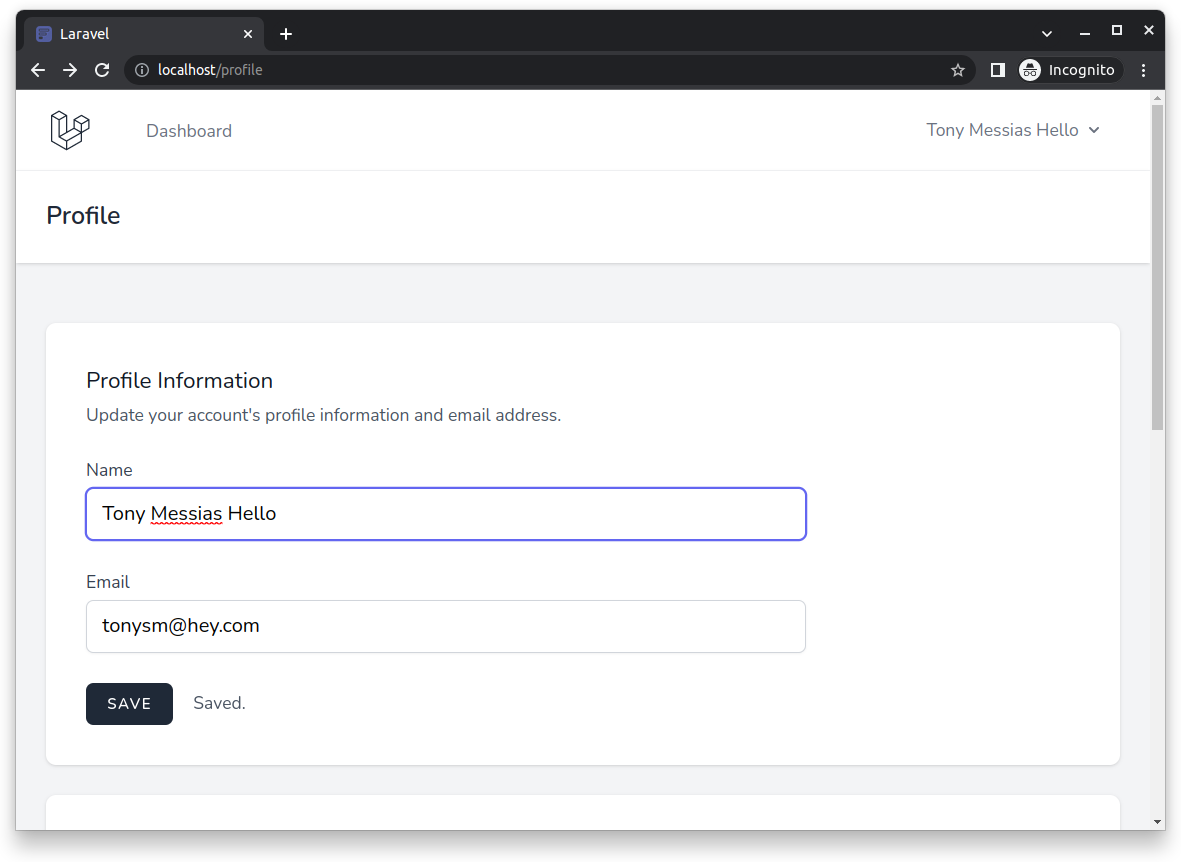 Laravel
localhost/profile
Incognito
Dashboard
Tony Messias Hello
Profile
Profile Information
Update your account's profile information and email address.
Name
Tony Messias Hello
Email
tonysm@hey.com
SAVE
Saved.